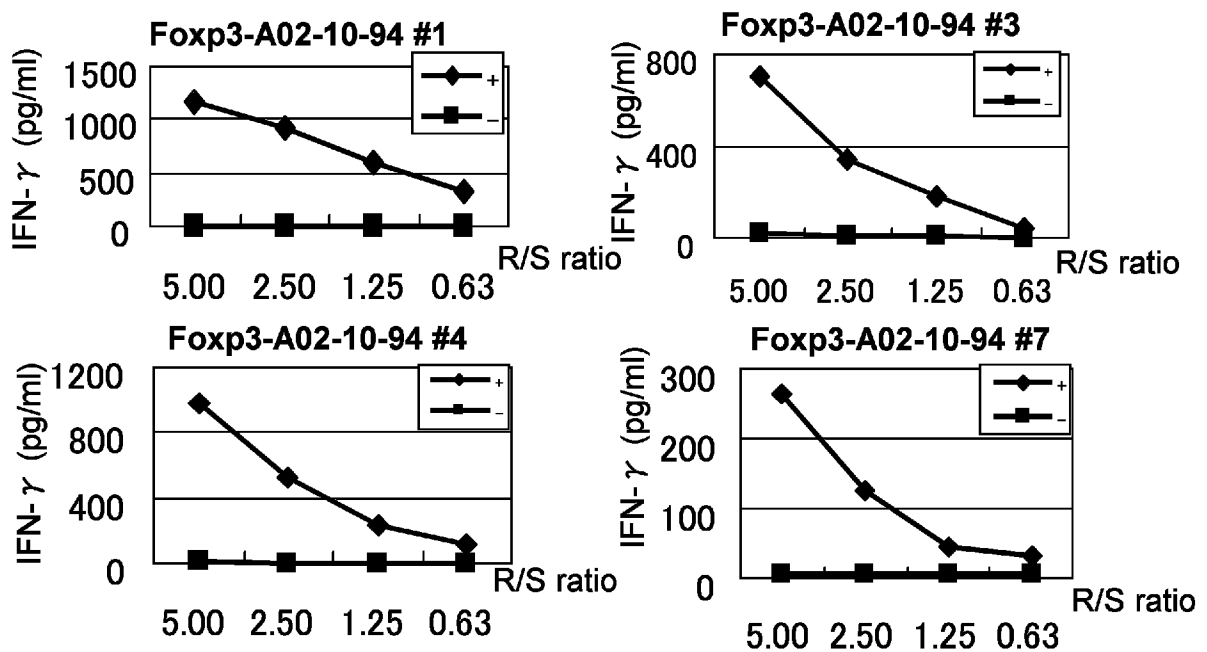 Foxp3-A02-10-94 #1
IFN-γ (pg/ml)
1500
1000
500
0
+
−
R/S ratio
5.00 2.50 1.25 0.63
Foxp3-A02-10-94 #3
IFN-γ (pg/ml)
800
400
0
+
−
R/S ratio
5.00 2.50 1.25 0.63
Foxp3-A02-10-94 #4
IFN-γ (pg/ml)
1200
800
400
0
+
−
R/S ratio
5.00 2.50 1.25 0.63
Foxp3-A02-10-94 #7
IFN-γ (pg/ml)
300
200
100
0
+
−
R/S ratio
5.00 2.50 1.25 0.63